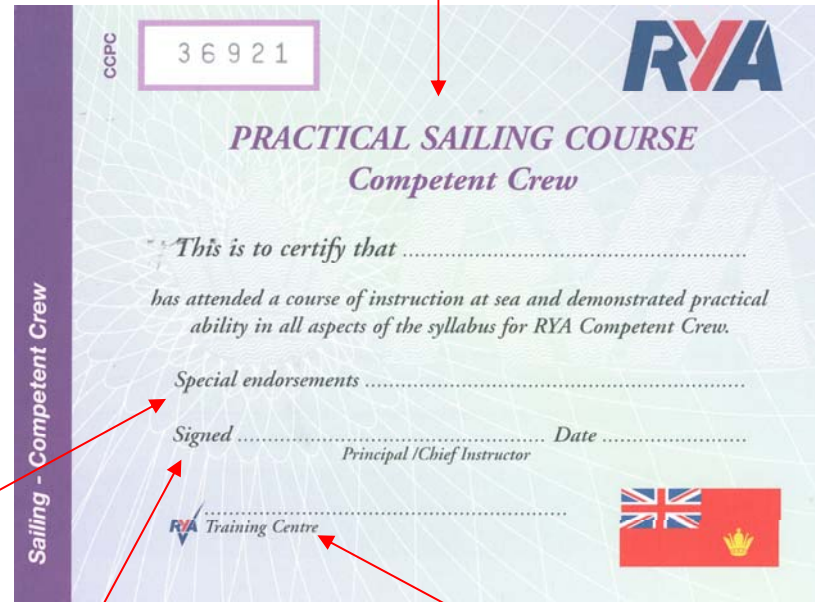 CCPC
36921
RYA
PRACTICAL SAILING COURSE
Competent Crew
This is to certify that ..........................................................
has attended a course of instruction at sea and demonstrated practical
ability in all aspects of the syllabus for RYA Competent Crew.
Special endorsements ................................................................
Signed ..................................................... Date .........................
Principal /Chief Instructor
...............................................................
RYA Training Centre
Sailing - Competent Crew
RYA